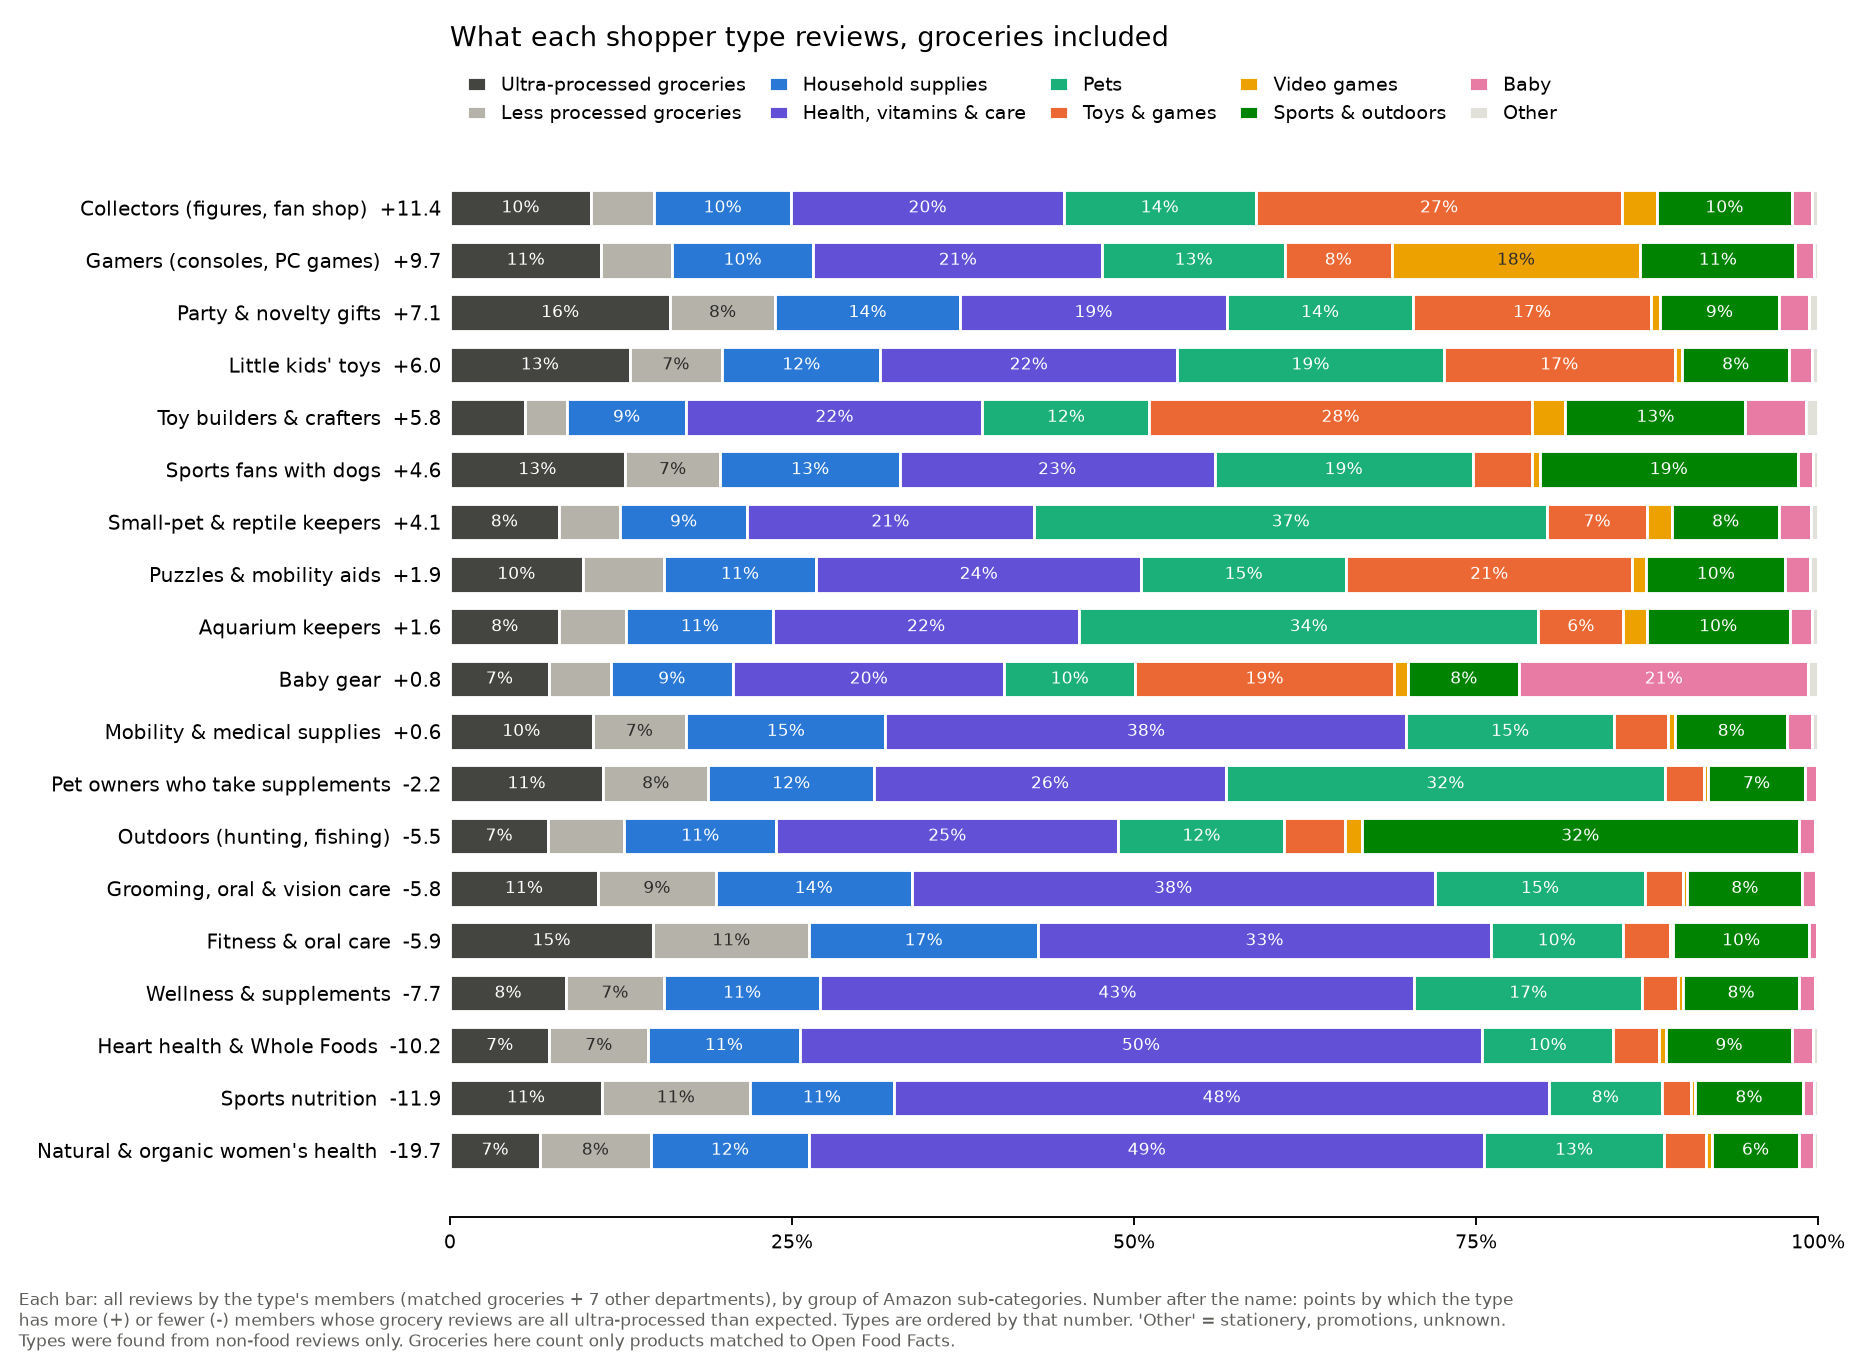 What each shopper type reviews, groceries included
Ultra-processed groceries  Household supplies  Pets  Video games  Baby
Less processed groceries  Health, vitamins & care  Toys & games  Sports & outdoors  Other
Collectors (figures, fan shop)  +11.4  10%  10%  20%  14%  27%  10%
Gamers (consoles, PC games)  +9.7  11%  10%  21%  13%  8%  18%  11%
Party & novelty gifts  +7.1  16%  8%  14%  19%  14%  17%  9%
Little kids' toys  +6.0  13%  7%  12%  22%  19%  17%  8%
Toy builders & crafters  +5.8  9%  22%  12%  28%  13%
Sports fans with dogs  +4.6  13%  7%  13%  23%  19%  19%
Small-pet & reptile keepers  +4.1  8%  9%  21%  37%  7%  8%
Puzzles & mobility aids  +1.9  10%  11%  24%  15%  21%  10%
Aquarium keepers  +1.6  8%  11%  22%  34%  6%  10%
Baby gear  +0.8  7%  9%  20%  10%  19%  8%  21%
Mobility & medical supplies  +0.6  10%  7%  15%  38%  15%  8%
Pet owners who take supplements  -2.2  11%  8%  12%  26%  32%  7%
Outdoors (hunting, fishing)  -5.5  7%  11%  25%  12%  32%
Grooming, oral & vision care  -5.8  11%  9%  14%  38%  15%  8%
Fitness & oral care  -5.9  15%  11%  17%  33%  10%  10%
Wellness & supplements  -7.7  8%  7%  11%  43%  17%  8%
Heart health & Whole Foods  -10.2  7%  7%  11%  50%  10%  9%
Sports nutrition  -11.9  11%  11%  11%  48%  8%  8%
Natural & organic women's health  -19.7  7%  8%  12%  49%  13%  6%
0  25%  50%  75%  100%
Each bar: all reviews by the type's members (matched groceries + 7 other departments), by group of Amazon sub-categories. Number after the name: points by which the type
has more (+) or fewer (-) members whose grocery reviews are all ultra-processed than expected. Types are ordered by that number. 'Other' = stationery, promotions, unknown.
Types were found from non-food reviews only. Groceries here count only products matched to Open Food Facts.